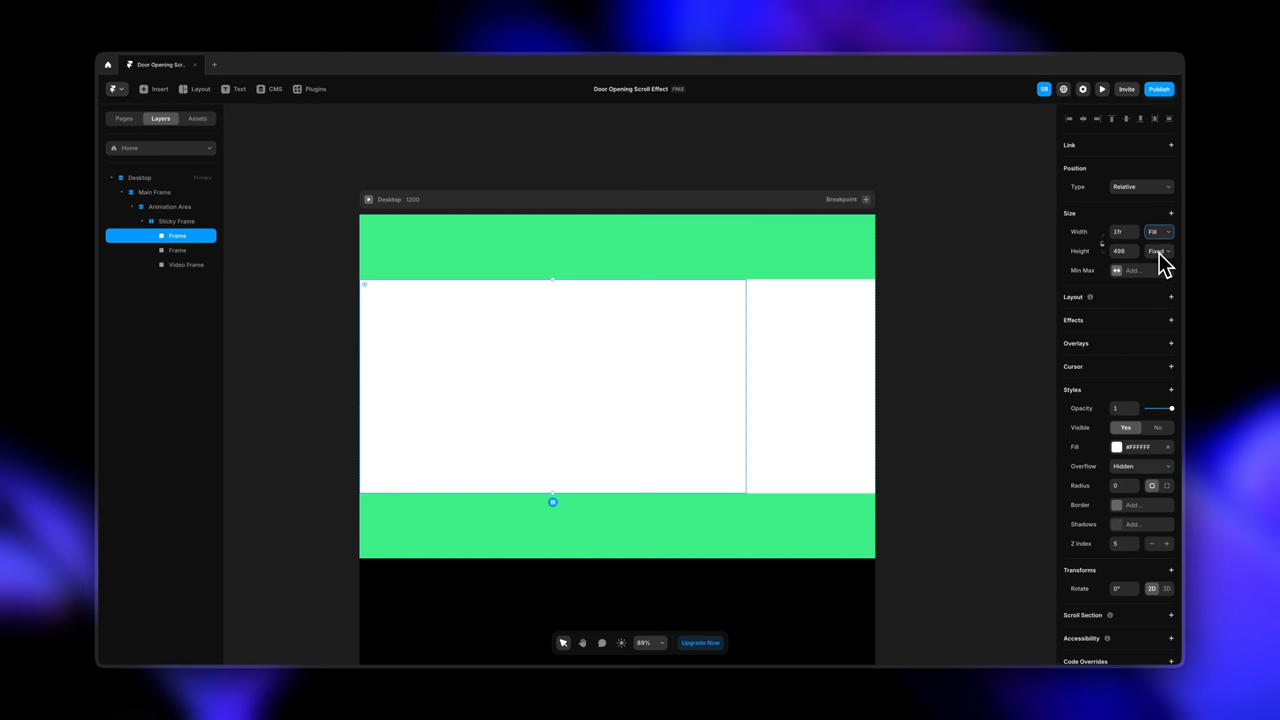 Door Opening Scr..
Insert
Layout
Text
CMS
Plugins
Door Opening Scroll Effect FREE
SB
Invite
Publish
Pages
Layers
Assets
Home
Desktop
Primary
Main Frame
Animation Area
Sticky Frame
Frame
Frame
Video Frame
Desktop 1200
Breakpoint
89%
Upgrade Now
Link
Position
Type Relative
Size
Width 1fr Fill
Height 498 Fixed
Min Max Add...
Layout
Effects
Overlays
Cursor
Styles
Opacity 1
Visible Yes No
Fill #FFFFFF
Overflow Hidden
Radius 0
Border Add...
Shadows Add...
Z Index 5
Transforms
Rotate 0° 2D 3D
Scroll Section
Accessibility
Code Overrides